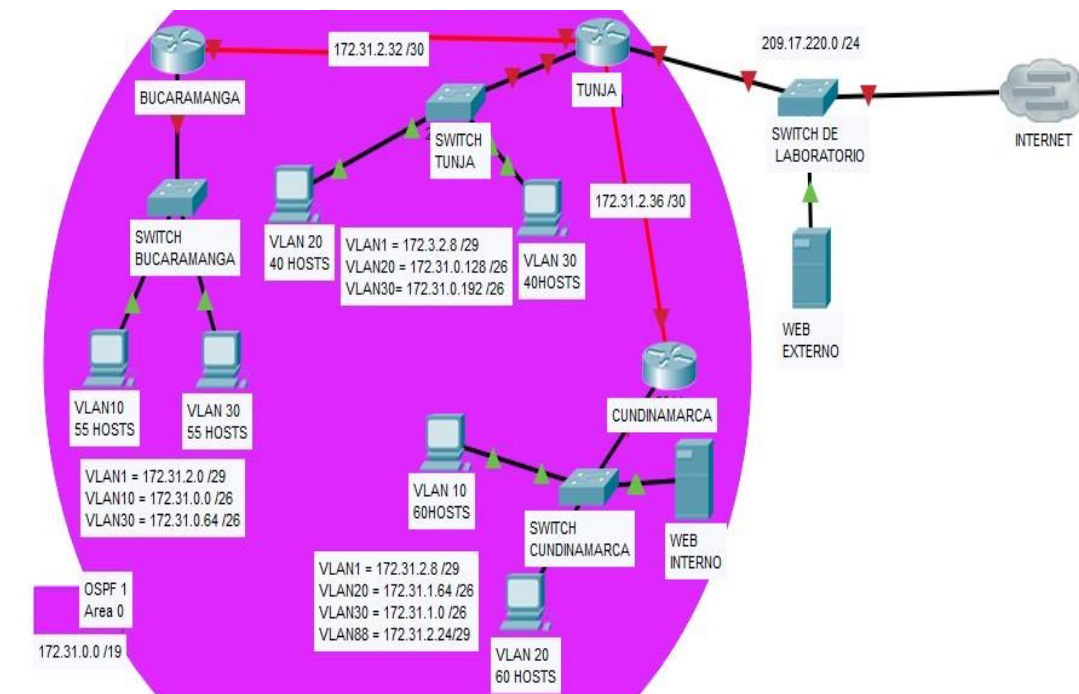 172.31.2.32 /30
209.17.220.0 /24
BUCARAMANGA
TUNJA
INTERNET
SWITCH DE
LABORATORIO
SWITCH
TUNJA
172.31.2.36 /30
SWITCH
BUCARAMANGA
VLAN 20
40 HOSTS
VLAN1 = 172.3.2.8 /29
VLAN20 = 172.31.0.128 /26
VLAN30= 172.31.0.192 /26
VLAN 30
40HOSTS
WEB
EXTERNO
VLAN10
55 HOSTS
VLAN 30
55 HOSTS
CUNDINAMARCA
VLAN1 = 172.31.2.0 /29
VLAN10 = 172.31.0.0 /26
VLAN30 = 172.31.0.64 /26
VLAN 10
60HOSTS
SWITCH
CUNDINAMARCA
WEB
INTERNO
VLAN1 = 172.31.2.8 /29
VLAN20 = 172.31.1.64 /26
VLAN30 = 172.31.1.0 /26
VLAN88 = 172.31.2.24/29
OSPF 1
Area 0
172.31.0.0 /19
VLAN 20
60 HOSTS